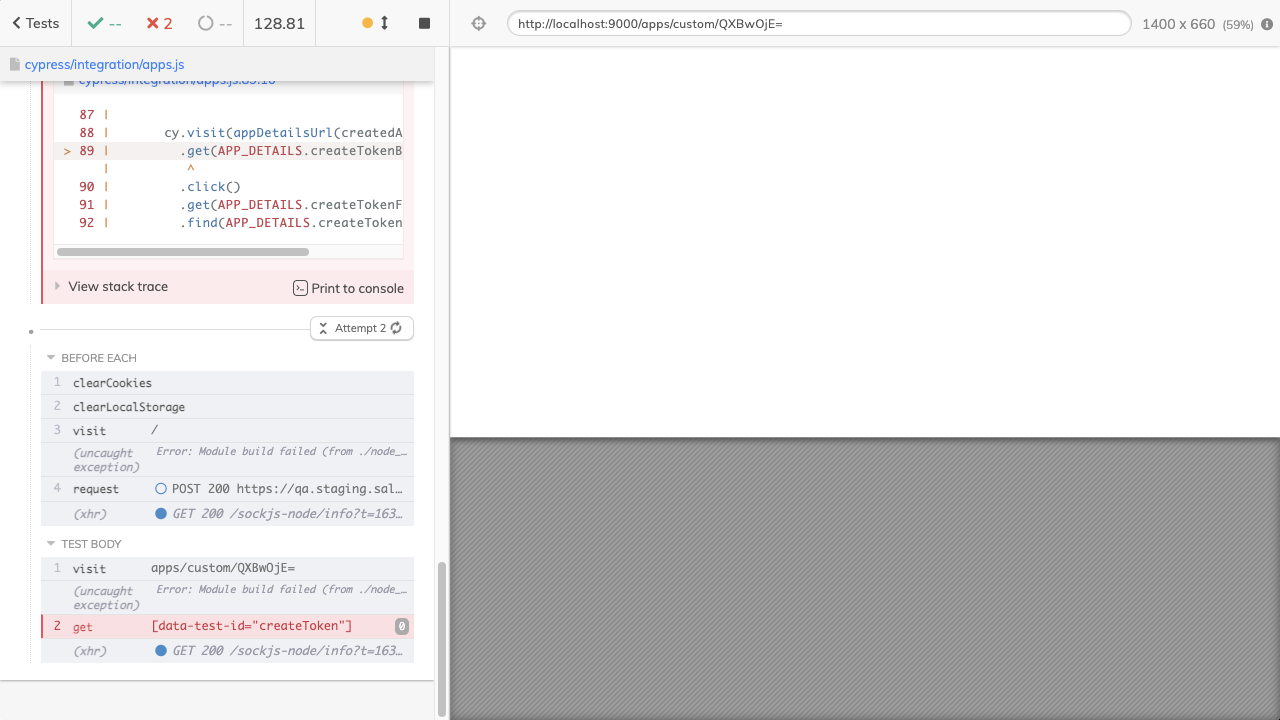 Tests
--
2
--
128.81
http://localhost:9000/apps/custom/QXBwOjE=
1400 x 660 (59%)
cypress/integration/apps.js
cypress/integration/apps.js:89:16
87 |
88 | cy.visit(appDetailsUrl(createdA
> 89 | .get(APP_DETAILS.createTokenB
| ^
90 | .click()
91 | .get(APP_DETAILS.createTokenF
92 | .find(APP_DETAILS.createToken
View stack trace
Print to console
Attempt 2
BEFORE EACH
1 clearCookies
2 clearLocalStorage
3 visit /
(uncaught exception) Error: Module build failed (from ./node_…
4 request POST 200 https://qa.staging.sal…
(xhr) GET 200 /sockjs-node/info?t=163…
TEST BODY
1 visit apps/custom/QXBwOjE=
(uncaught exception) Error: Module build failed (from ./node_…
2 get [data-test-id="createToken"] 0
(xhr) GET 200 /sockjs-node/info?t=163…